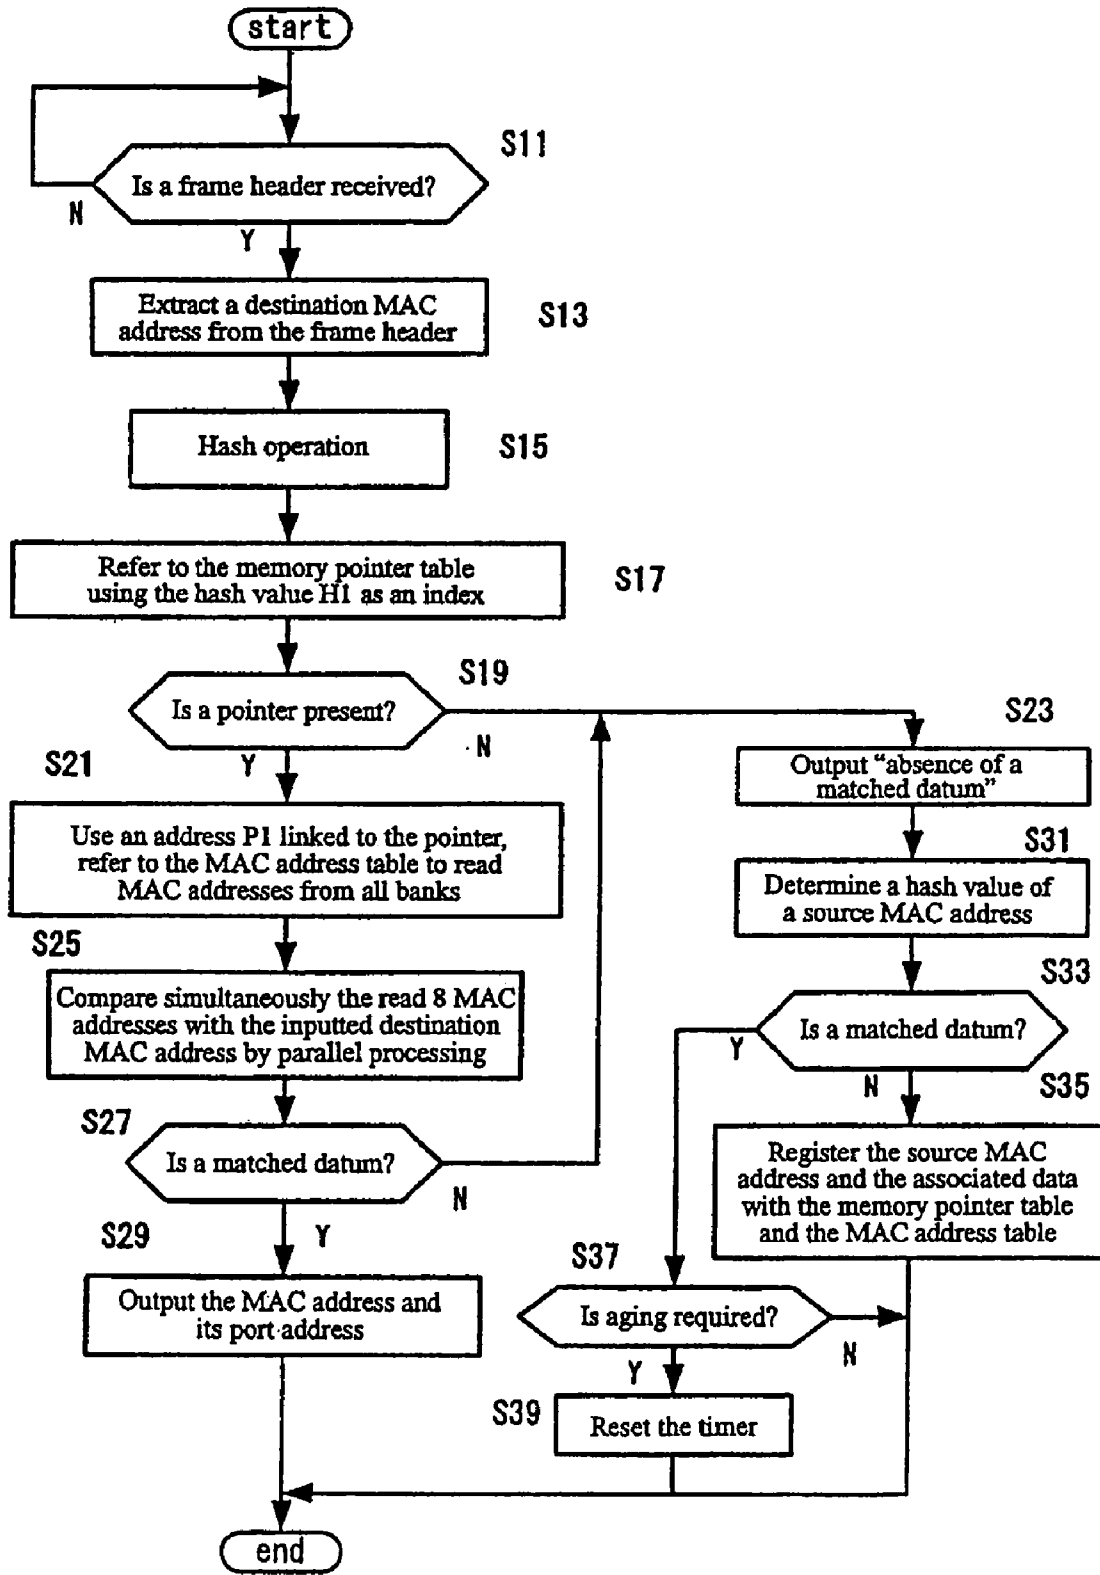 start
S11
Is a frame header received?
N
Y
Extract a destination MAC
address from the frame header
S13
Hash operation
S15
Refer to the memory pointer table
using the hash value H1 as an index
S17
S19
Is a pointer present?
N
Y
S21
Use an address P1 linked to the pointer,
refer to the MAC address table to read
MAC addresses from all banks
S25
Compare simultaneously the read 8 MAC
addresses with the inputted destination
MAC address by parallel processing
S27
Is a matched datum?
N
Y
S29
Output the MAC address and
its port address
S23
Output “absence of a
matched datum”
S31
Determine a hash value of
a source MAC address
S33
Is a matched datum?
Y
N
S35
Register the source MAC
address and the associated data
with the memory pointer table
and the MAC address table
S37
Is aging required?
N
Y
S39
Reset the timer
end